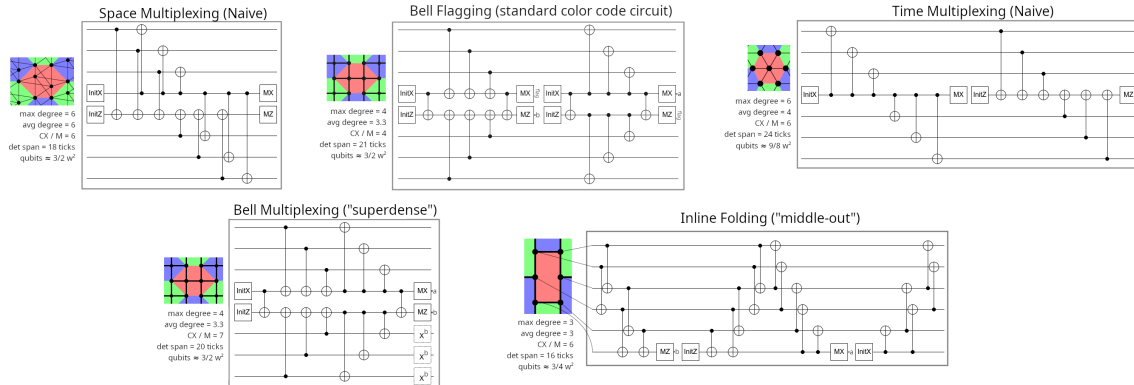 Space Multiplexing (Naive)
InitX
MX
InitZ
MZ
max degree = 6
avg degree = 6
CX / M = 6
det span = 18 ticks
qubits ≈ 3/2 w²
Bell Flagging (standard color code circuit)
InitX
MX
flag
InitX
MX
a
InitZ
MZ
b
InitZ
MZ
flag
max degree = 4
avg degree = 3.3
CX / M = 4
det span = 21 ticks
qubits ≈ 3/2 w²
Time Multiplexing (Naive)
InitX
MX
InitZ
MZ
max degree = 6
avg degree = 4
CX / M = 6
det span = 24 ticks
qubits ≈ 9/8 w²
Bell Multiplexing ("superdense")
InitX
MX
a
InitZ
MZ
b
Xᵇ
Xᵇ
Xᵇ
max degree = 4
avg degree = 3.3
CX / M = 7
det span = 20 ticks
qubits ≈ 3/2 w²
Inline Folding ("middle-out")
MZ
b
InitZ
MX
a
InitX
max degree = 3
avg degree = 3
CX / M = 6
det span = 16 ticks
qubits ≈ 3/4 w²